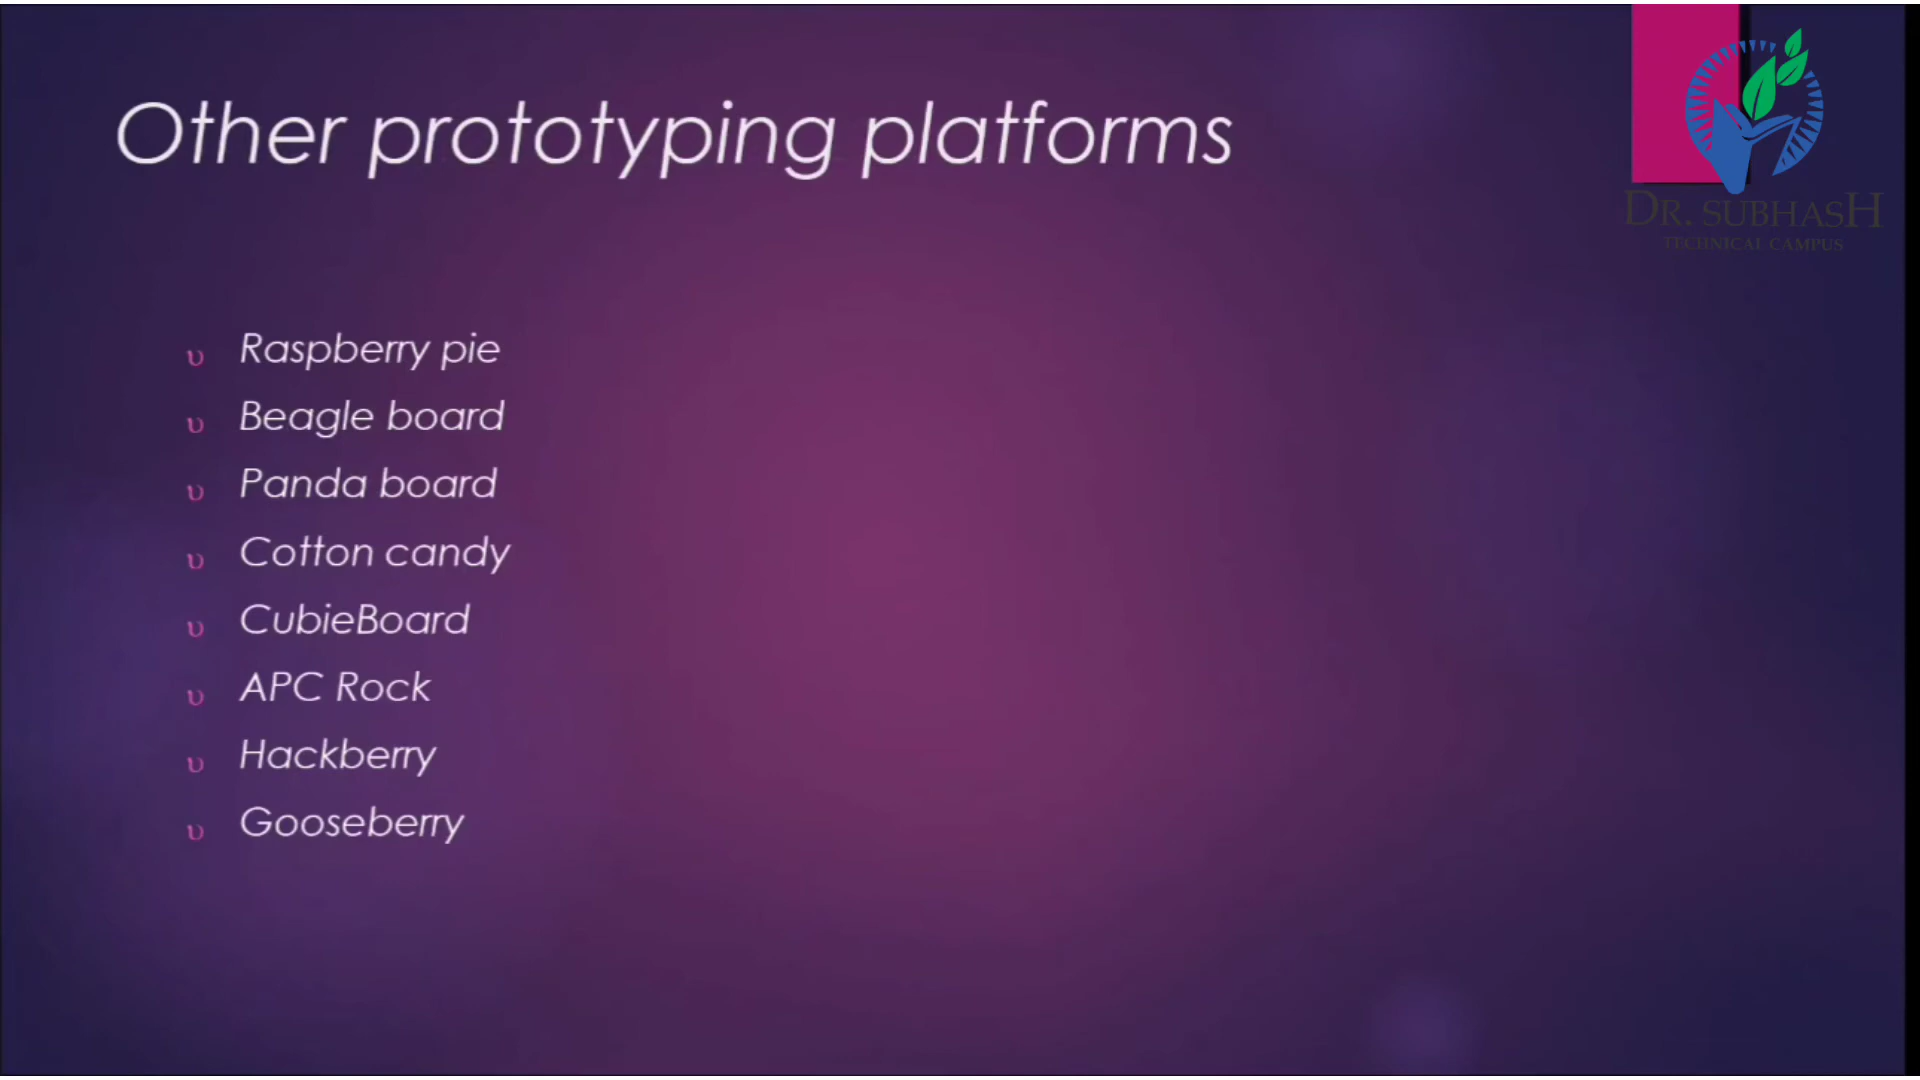 Other prototyping platforms
DR. SUBHASH
TECHNICAL CAMPUS
υ Raspberry pie
υ Beagle board
υ Panda board
υ Cotton candy
υ CubieBoard
υ APC Rock
υ Hackberry
υ Gooseberry